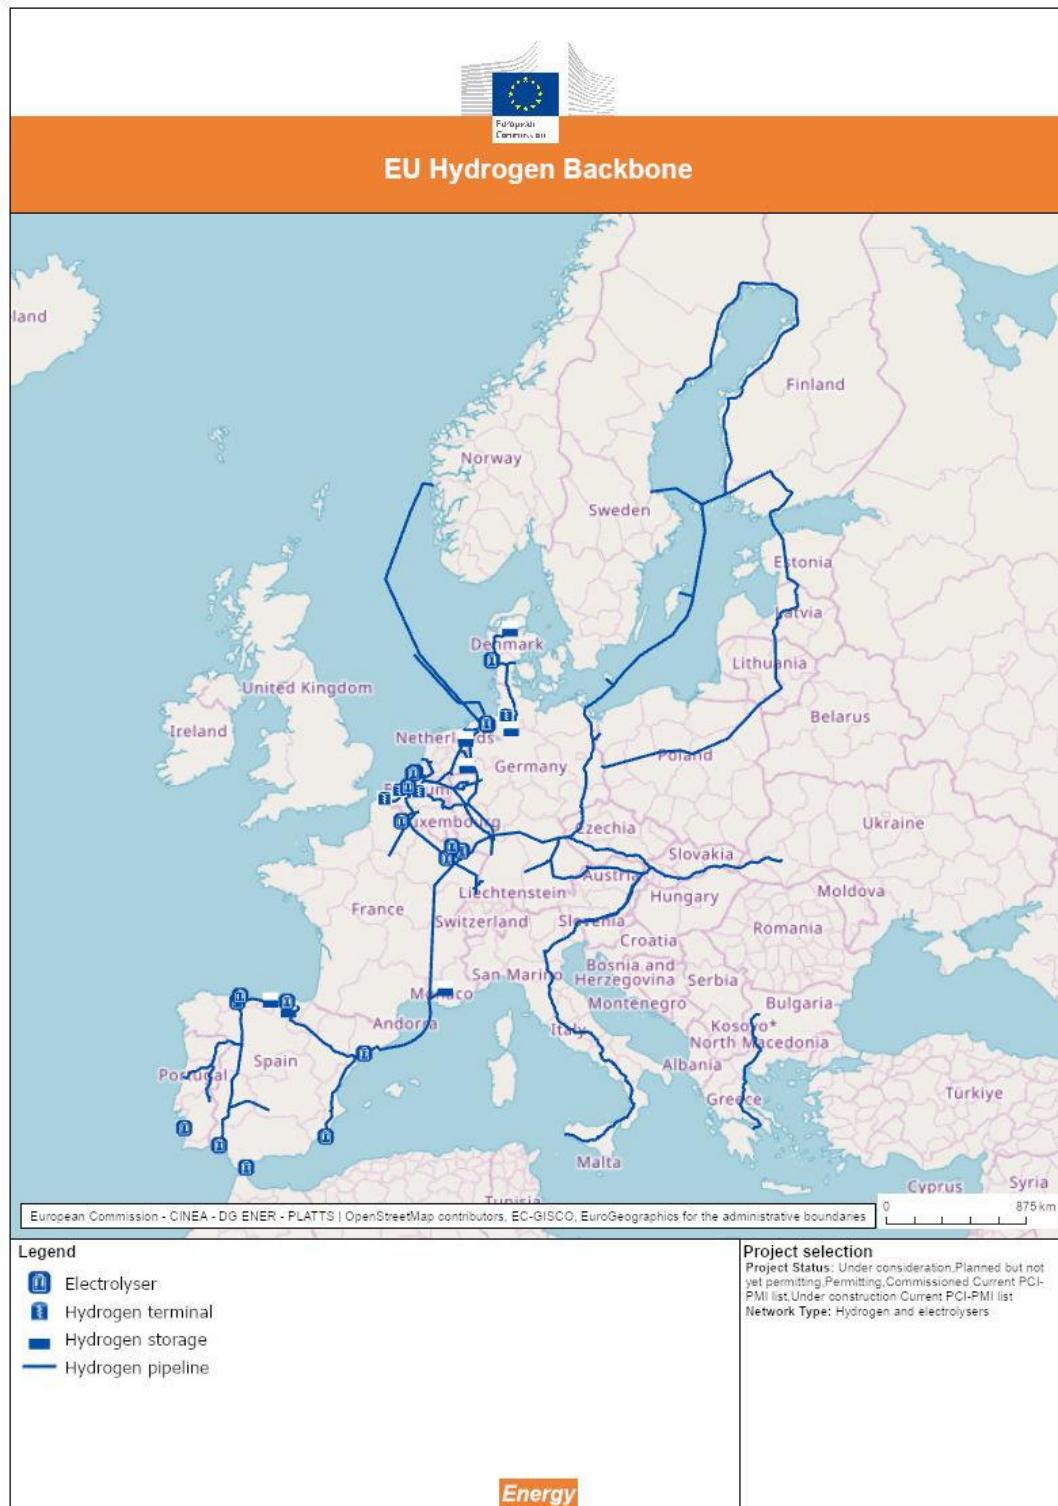 European
Commission
EU Hydrogen Backbone
land
Finland
Norway
Sweden
Estonia
Latvia
Denmark
Lithuania
United Kingdom
Ireland
Belarus
Netherlands
Poland
Germany
Luxembourg
Czechia
Ukraine
Slovakia
Austria
Liechtenstein
Hungary
Moldova
France
Switzerland
Slovenia
Romania
Croatia
San Marino
Bosnia and
Herzegovina
Serbia
Monaco
Montenegro
Bulgaria
Andorra
Italy
Kosovo*
North Macedonia
Spain
Albania
Portugal
Greece
Türkiye
Malta
Cyprus
Syria
Tunisia
European Commission - CINEA - DG ENER - PLATTS | OpenStreetMap contributors, EC-GISCO, EuroGeographics for the administrative boundaries
0 875 km
Legend
Electrolyser
Hydrogen terminal
Hydrogen storage
Hydrogen pipeline
Project selection
Project Status: Under consideration,Planned but not
yet permitting,Permitting,Commissioned Current PCI-
PMI list,Under construction Current PCI-PMI list
Network Type: Hydrogen and electrolysers
Energy